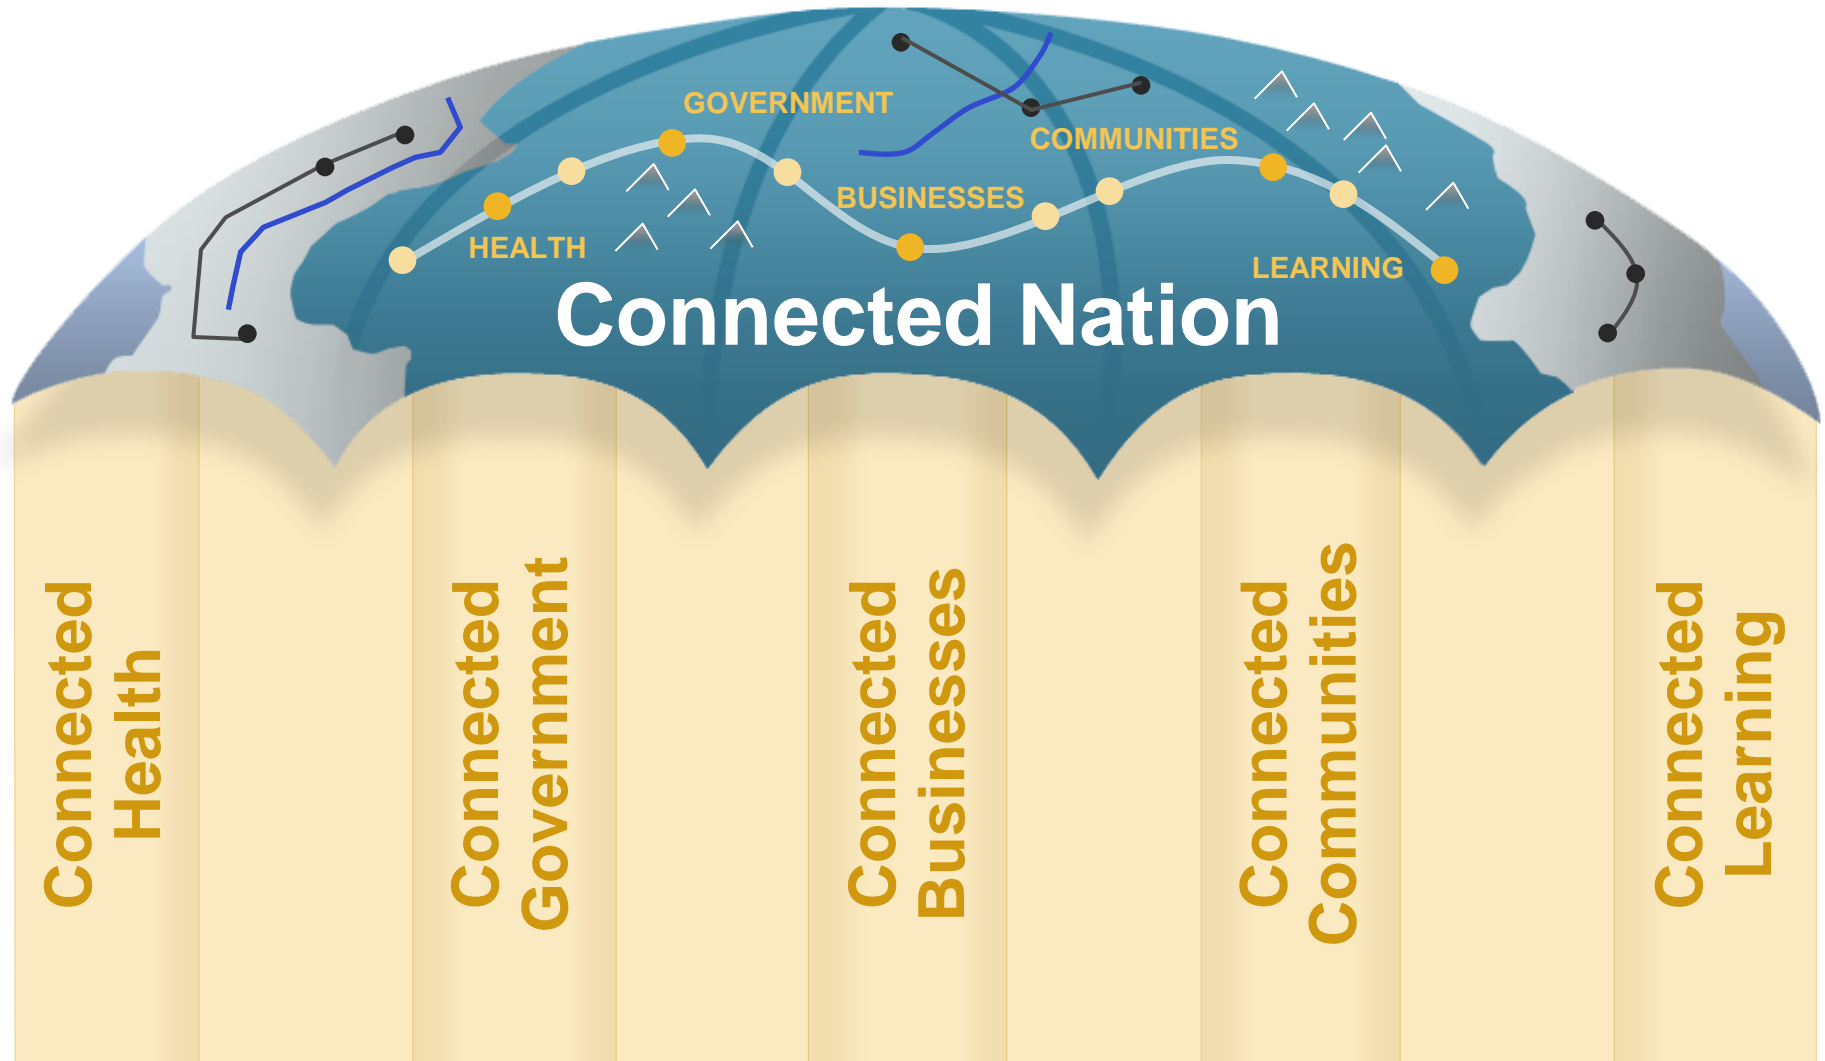 GOVERNMENT
COMMUNITIES
BUSINESSES
HEALTH
LEARNING
Connected Nation
Connected
Health
Connected
Government
Connected
Businesses
Connected
Communities
Connected
Learning